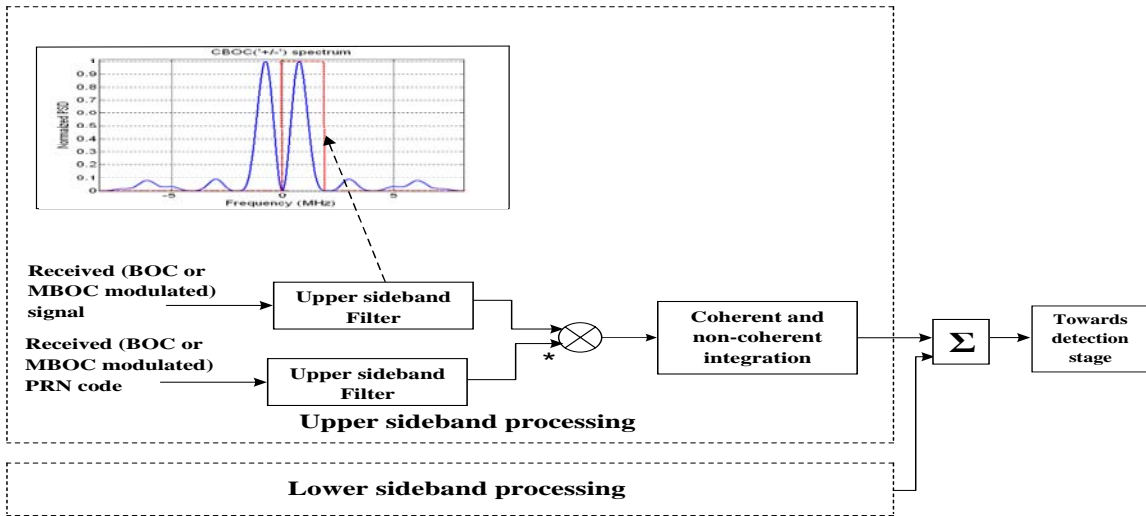 CBOC('+/-') spectrum
Normalized PSD
1
0.9
0.8
0.7
0.6
0.5
0.4
0.3
0.2
0.1
0
-5
0
5
Frequency (MHz)
Received (BOC or
MBOC modulated)
signal
Upper sideband
Filter
Received (BOC or
MBOC modulated)
PRN code
Upper sideband
Filter
*
Coherent and
non-coherent
integration
Σ
Towards
detection
stage
Upper sideband processing
Lower sideband processing